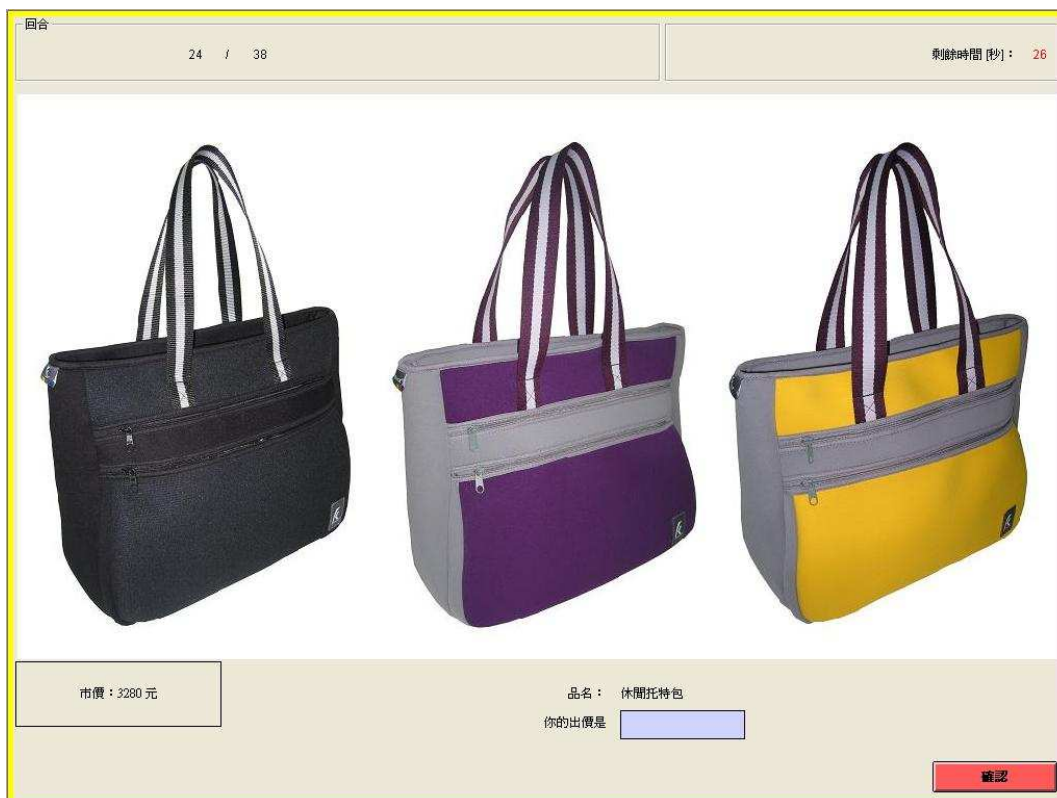 回合
24 / 38
剩餘時間 [秒]： 26
市價：3280 元
品名： 休閒托特包
你的出價是
確認